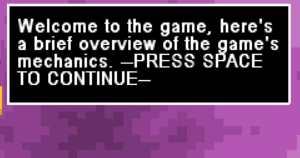 Welcome to the game, here's
a brief overview of the game's
mechanics. —PRESS SPACE
TO CONTINUE—